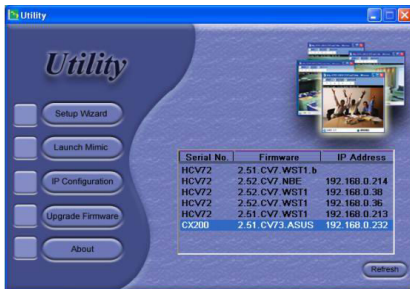 Utility
Utility
Setup Wizard
Launch Mimic
IP Configuration
Upgrade Firmware
About
Serial No. Firmware IP Address
HCV72 2.51.CV7.WST1.b
HCV72 2.52.CV7.NBE 192.168.0.214
HCV72 2.52.CV7.WST1 192.168.0.38
HCV72 2.52.CV7.WST1 192.168.0.36
HCV72 2.51.CV7.WST1 192.168.0.213
CX200 2.51.CV73.ASUS 192.168.0.232
Refresh